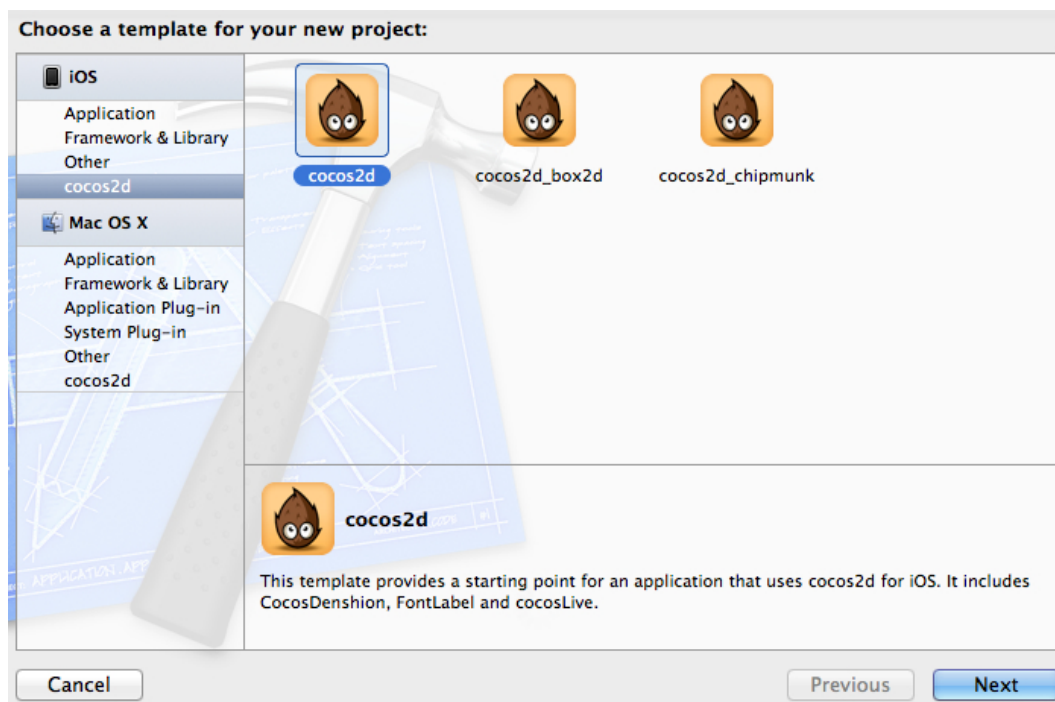 Choose a template for your new project:
iOS
Application
Framework & Library
Other
cocos2d
Mac OS X
Application
Framework & Library
Application Plug-in
System Plug-in
Other
cocos2d
cocos2d
cocos2d_box2d
cocos2d_chipmunk
cocos2d
This template provides a starting point for an application that uses cocos2d for iOS. It includes
CocosDenshion, FontLabel and cocosLive.
Cancel
Previous
Next